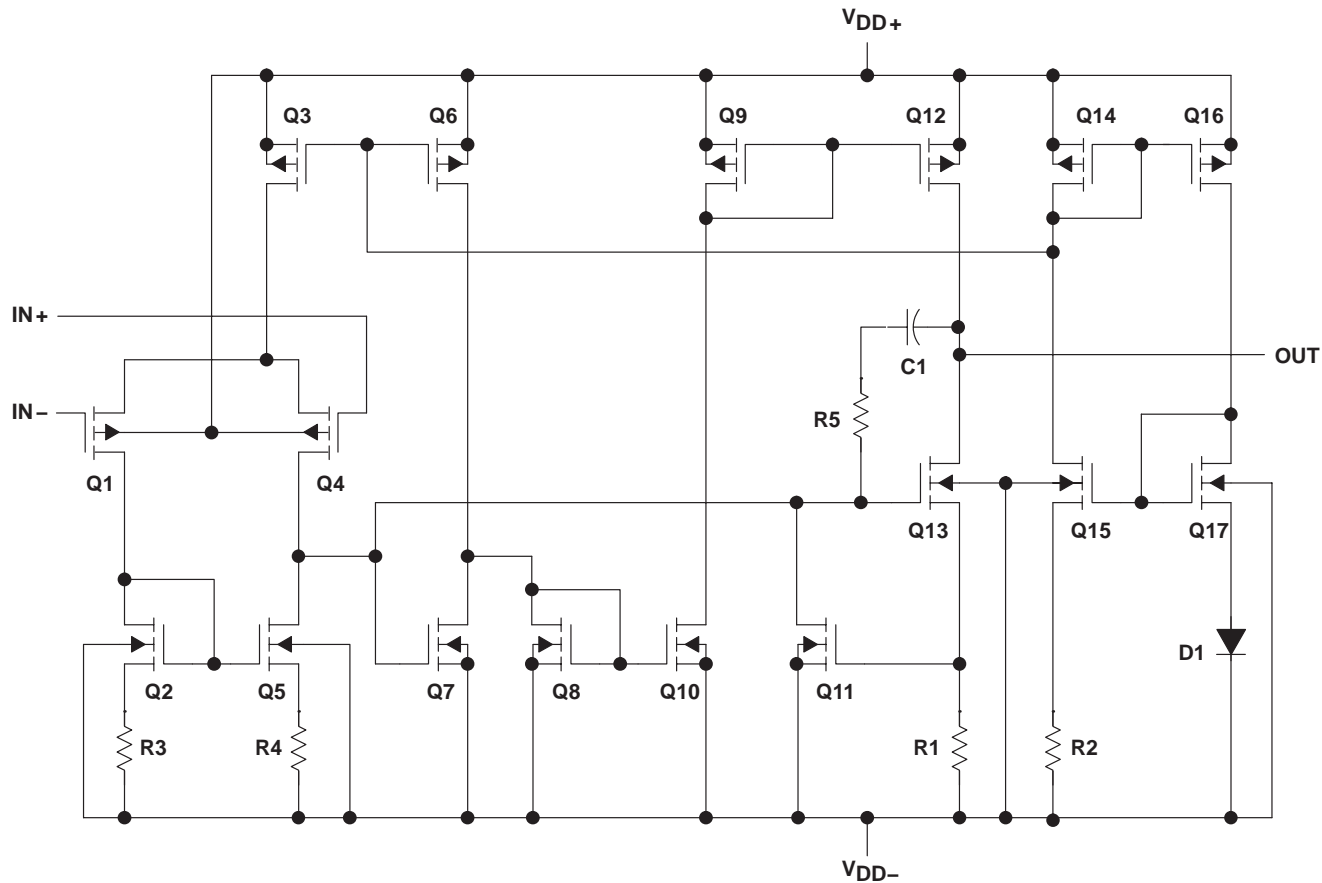 VDD+
Q3 Q6 Q9 Q12 Q14 Q16
IN+
C1
OUT
IN−
R5
Q1 Q4
Q13 Q15 Q17
Q2 Q5 Q7 Q8 Q10 Q11 D1
R3 R4 R1 R2
VDD−